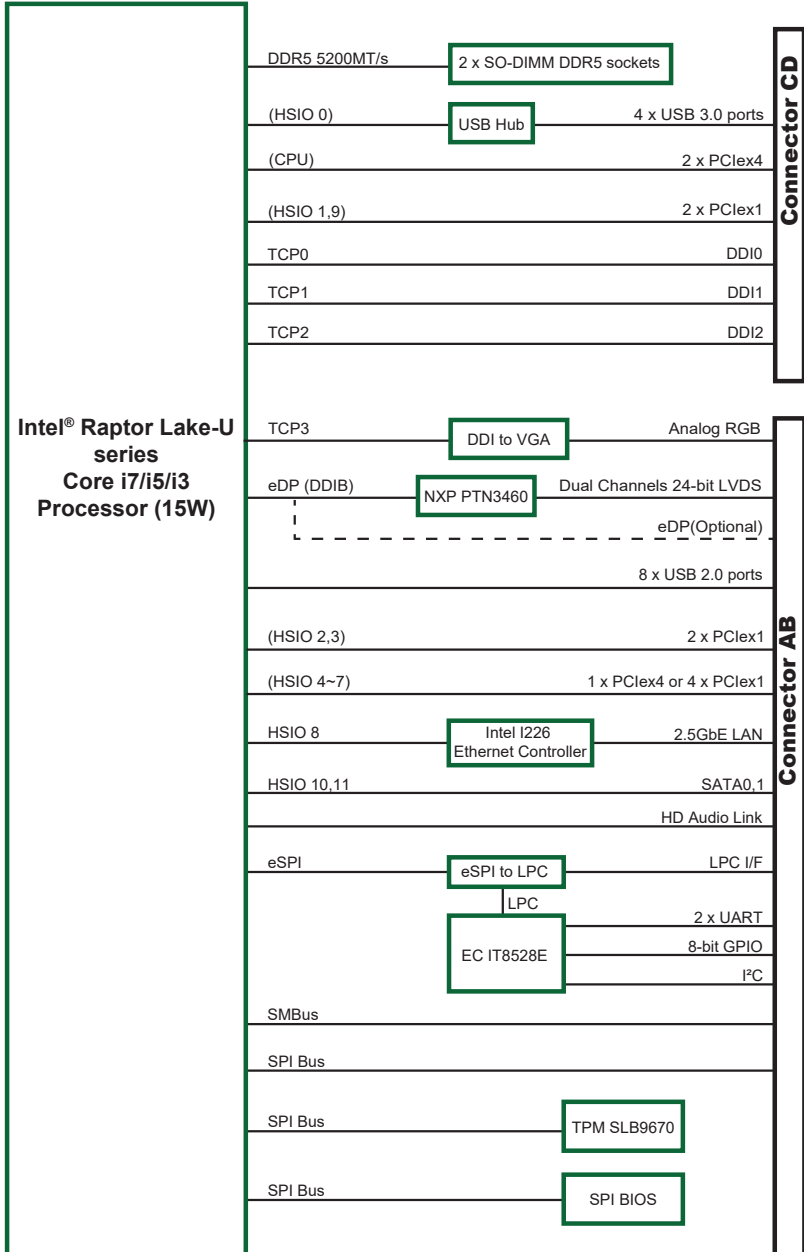 DDR5 5200MT/s
2 x SO-DIMM DDR5 sockets
(HSIO 0)
USB Hub
4 x USB 3.0 ports
(CPU)
2 x PCIex4
(HSIO 1,9)
2 x PCIex1
TCP0
DDI0
TCP1
DDI1
TCP2
DDI2
Connector CD
Intel® Raptor Lake-U
series
Core i7/i5/i3
Processor (15W)
TCP3
DDI to VGA
Analog RGB
eDP (DDIB)
NXP PTN3460
Dual Channels 24-bit LVDS
eDP(Optional)
8 x USB 2.0 ports
(HSIO 2,3)
2 x PCIex1
(HSIO 4~7)
1 x PCIex4 or 4 x PCIex1
HSIO 8
Intel I226
Ethernet Controller
2.5GbE LAN
HSIO 10,11
SATA0,1
HD Audio Link
eSPI
eSPI to LPC
LPC I/F
LPC
EC IT8528E
2 x UART
8-bit GPIO
I²C
SMBus
SPI Bus
SPI Bus
TPM SLB9670
SPI Bus
SPI BIOS
Connector AB